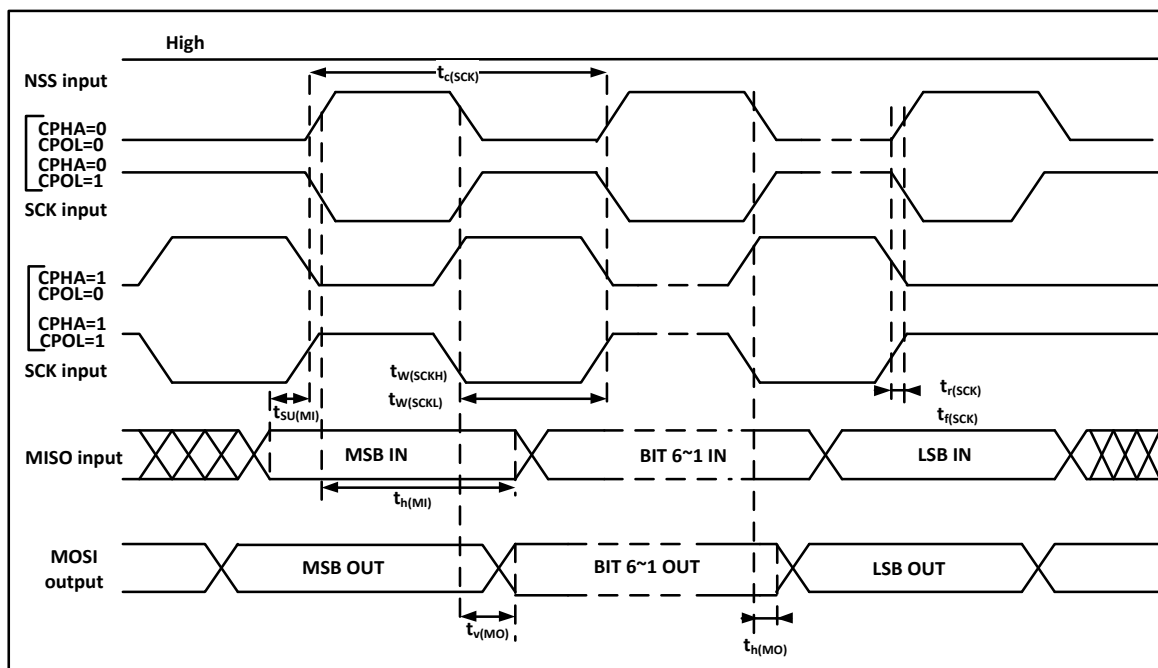 High
NSS input
tc(SCK)
CPHA=0
CPOL=0
CPHA=0
CPOL=1
SCK input
CPHA=1
CPOL=0
CPHA=1
CPOL=1
SCK input
tW(SCKH)
tW(SCKL)
tr(SCK)
tf(SCK)
tSU(MI)
MISO input
MSB IN
BIT 6~1 IN
LSB IN
th(MI)
MOSI
output
MSB OUT
BIT 6~1 OUT
LSB OUT
tv(MO)
th(MO)